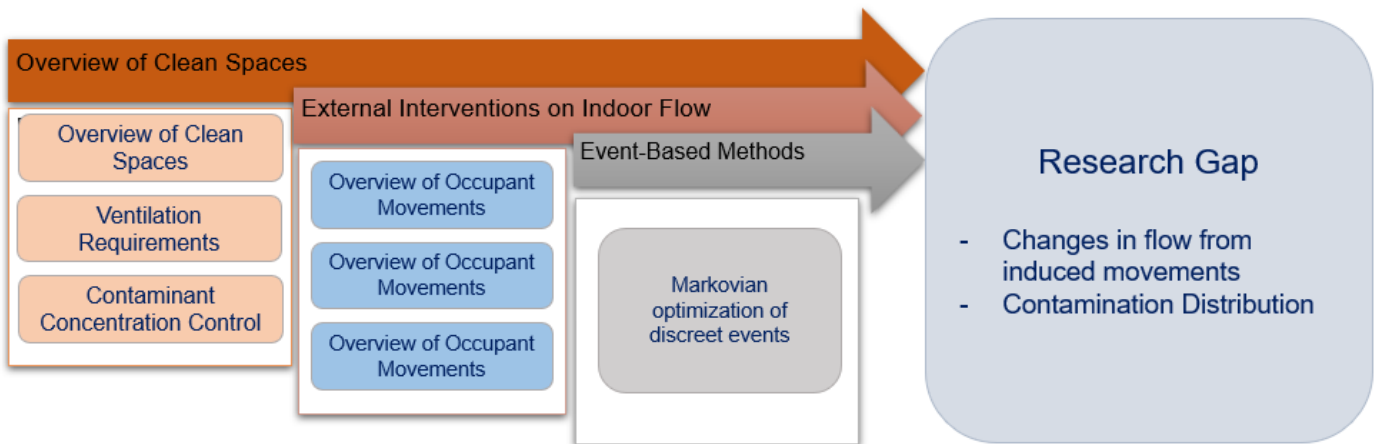 Overview of Clean Spaces
External Interventions on Indoor Flow
Event-Based Methods
Overview of Clean
Spaces
Ventilation
Requirements
Contaminant
Concentration Control
Overview of Occupant
Movements
Overview of Occupant
Movements
Overview of Occupant
Movements
Markovian
optimization of
discreet events
Research Gap
- Changes in flow from
induced movements
- Contamination Distribution